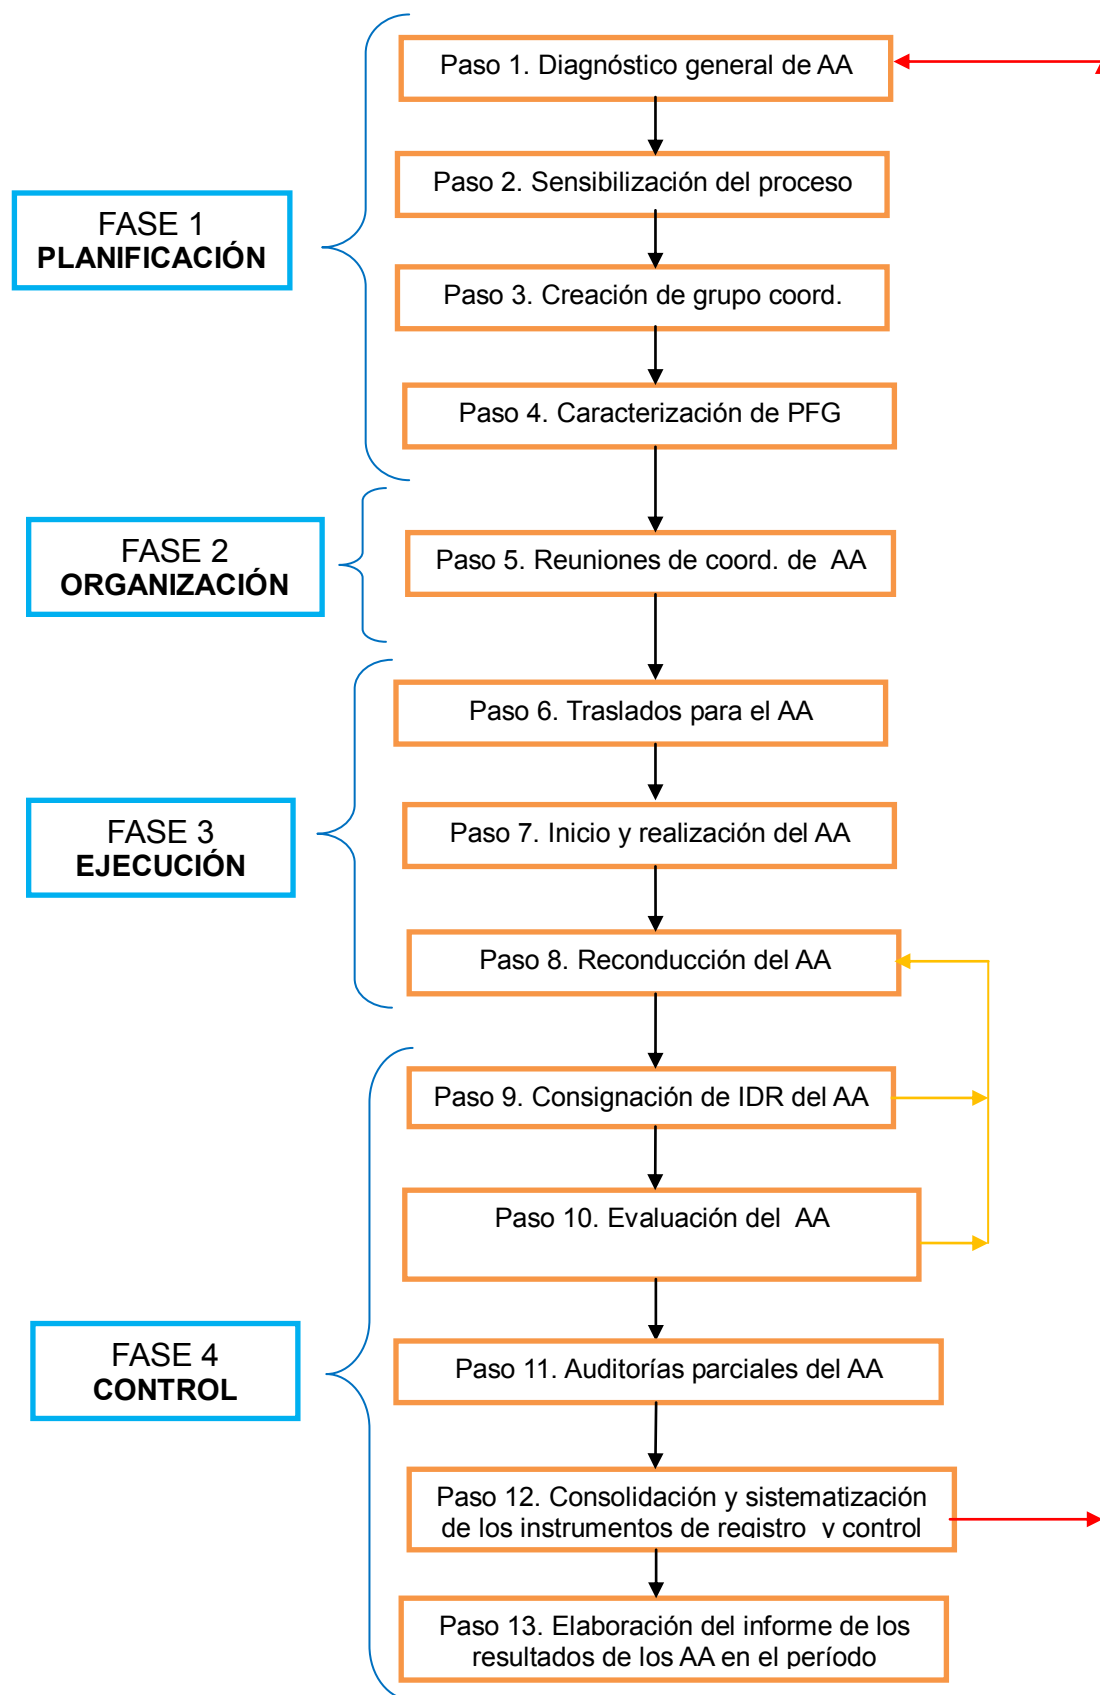 Paso 1. Diagnóstico general de AA
Paso 2. Sensibilización del proceso
FASE 1
PLANIFICACIÓN
Paso 3. Creación de grupo coord.
Paso 4. Caracterización de PFG
FASE 2
ORGANIZACIÓN
Paso 5. Reuniones de coord. de AA
Paso 6. Traslados para el AA
FASE 3
EJECUCIÓN
Paso 7. Inicio y realización del AA
Paso 8. Reconducción del AA
Paso 9. Consignación de IDR del AA
Paso 10. Evaluación del AA
FASE 4
CONTROL
Paso 11. Auditorías parciales del AA
Paso 12. Consolidación y sistematización
de los instrumentos de registro y control
Paso 13. Elaboración del informe de los
resultados de los AA en el período